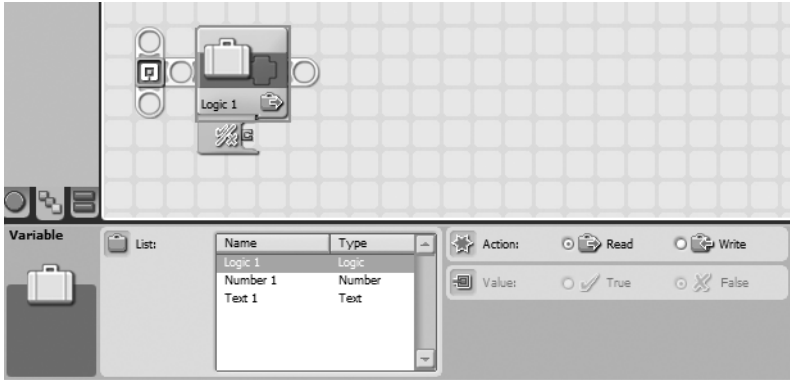 Logic 1
Variable
List:
Name Type
Logic 1 Logic
Number 1 Number
Text 1 Text
Action: Read Write
Value: True False